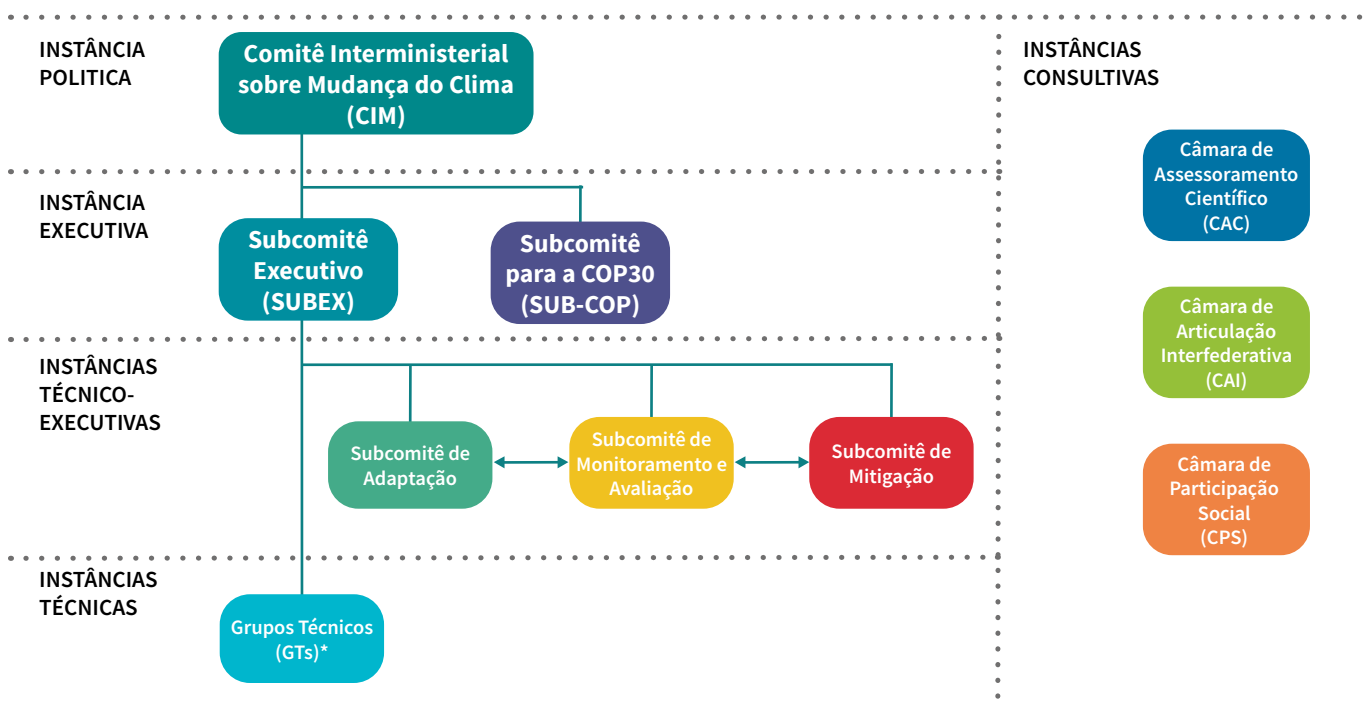 INSTÂNCIA
POLITICA
Comitê Interministerial
sobre Mudança do Clima
(CIM)
INSTÂNCIA
EXECUTIVA
Subcomitê
Executivo
(SUBEX)
Subcomitê
para a COP30
(SUB-COP)
INSTÂNCIAS
TÉCNICO-
EXECUTIVAS
Subcomitê de
Adaptação
Subcomitê de
Monitoramento e
Avaliação
Subcomitê de
Mitigação
INSTÂNCIAS
TÉCNICAS
Grupos Técnicos
(GTs)*
INSTÂNCIAS
CONSULTIVAS
Câmara de
Assessoramento
Científico
(CAC)
Câmara de
Articulação
Interfederativa
(CAI)
Câmara de
Participação
Social
(CPS)